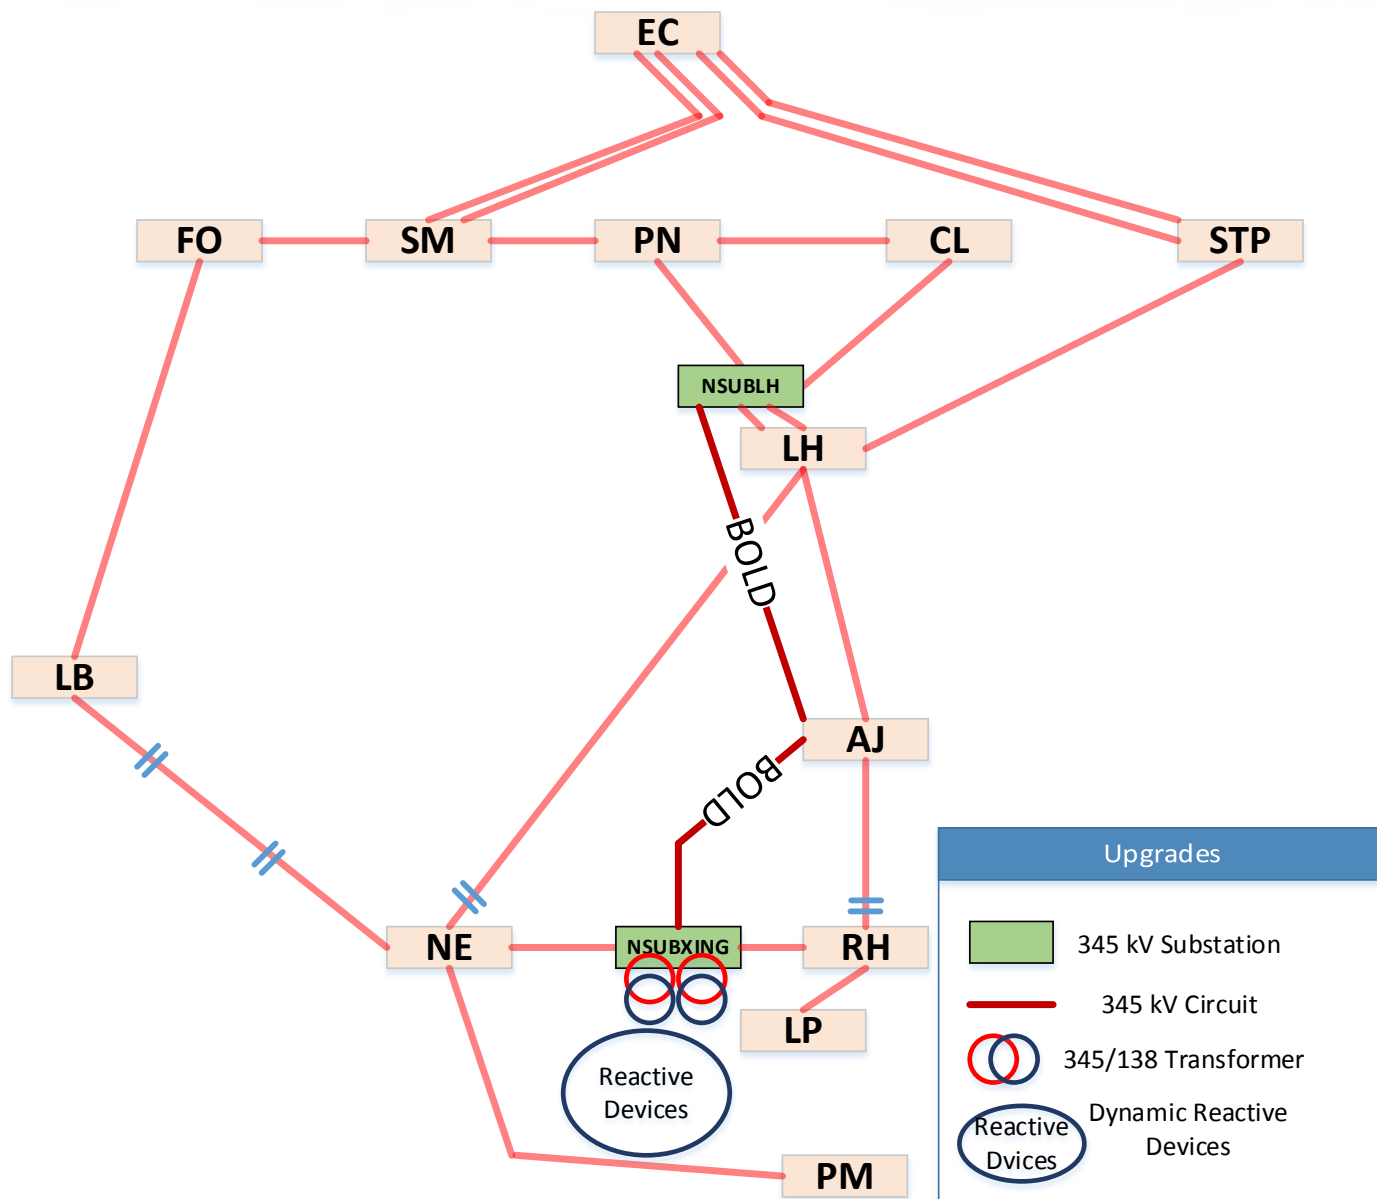 EC
FO
SM
PN
CL
STP
NSUBLH
LH
BOLD
LB
AJ
BOLD
NE
NSUBXING
RH
LP
Reactive
Devices
PM
Upgrades
345 kV Substation
345 kV Circuit
345/138 Transformer
Reactive
Dvices
Dynamic Reactive
Devices